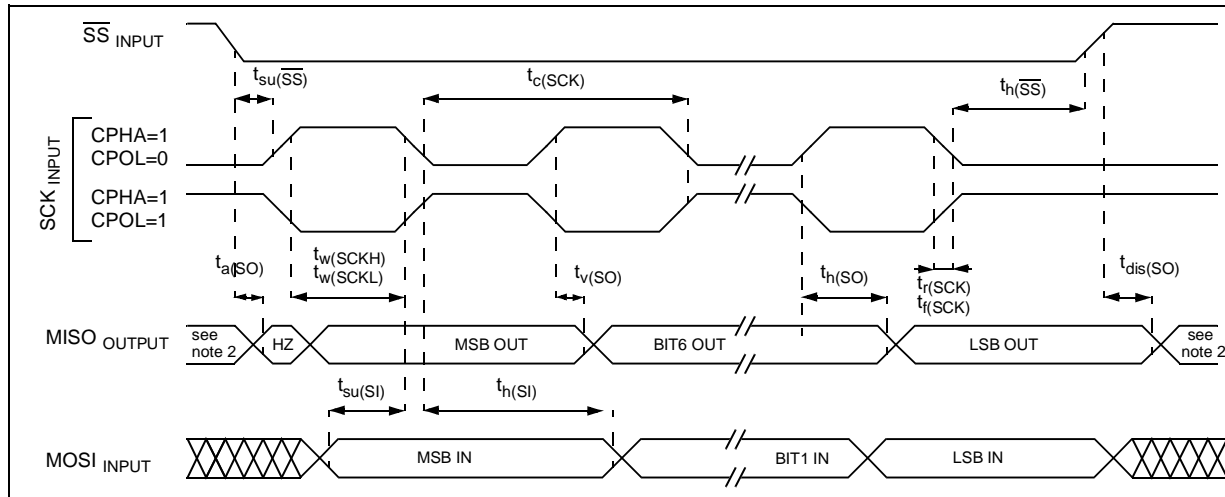 SS INPUT
tsu(SS)
tc(SCK)
th(SS)
SCK INPUT
CPHA=1
CPOL=0
CPHA=1
CPOL=1
ta(SO)
tw(SCKH)
tw(SCKL)
tv(SO)
th(SO)
tr(SCK)
tf(SCK)
tdis(SO)
MISO OUTPUT
see
note 2
HZ
MSB OUT
BIT6 OUT
LSB OUT
see
note 2
tsu(SI)
th(SI)
MOSI INPUT
MSB IN
BIT1 IN
LSB IN